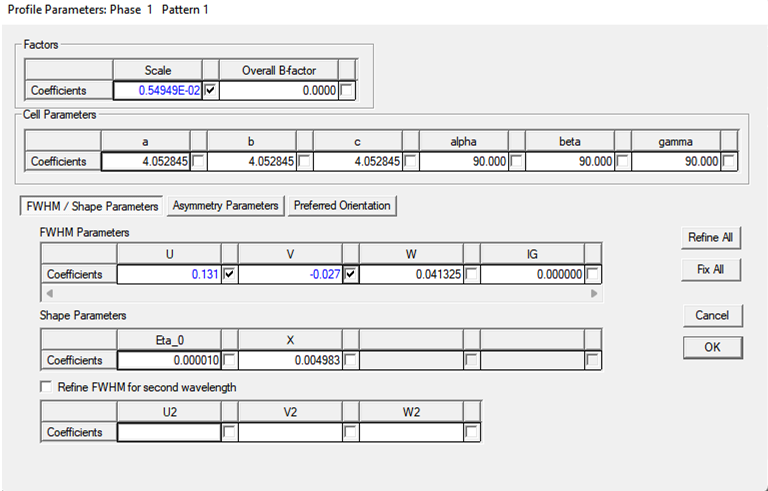 Profile Parameters: Phase 1 Pattern 1
Factors
Scale Overall B-factor
Coefficients 0.54949E-02 0.0000
Cell Parameters
a b c alpha beta gamma
Coefficients 4.052845 4.052845 4.052845 90.000 90.000 90.000
FWHM / Shape Parameters Asymmetry Parameters Preferred Orientation
FWHM Parameters
Refine All
U V W IG
Coefficients 0.131 -0.027 0.041325 0.000000
Fix All
Shape Parameters
Cancel
Eta_0 X
OK
Coefficients 0.000010 0.004983
Refine FWHM for second wavelength
U2 V2 W2
Coefficients